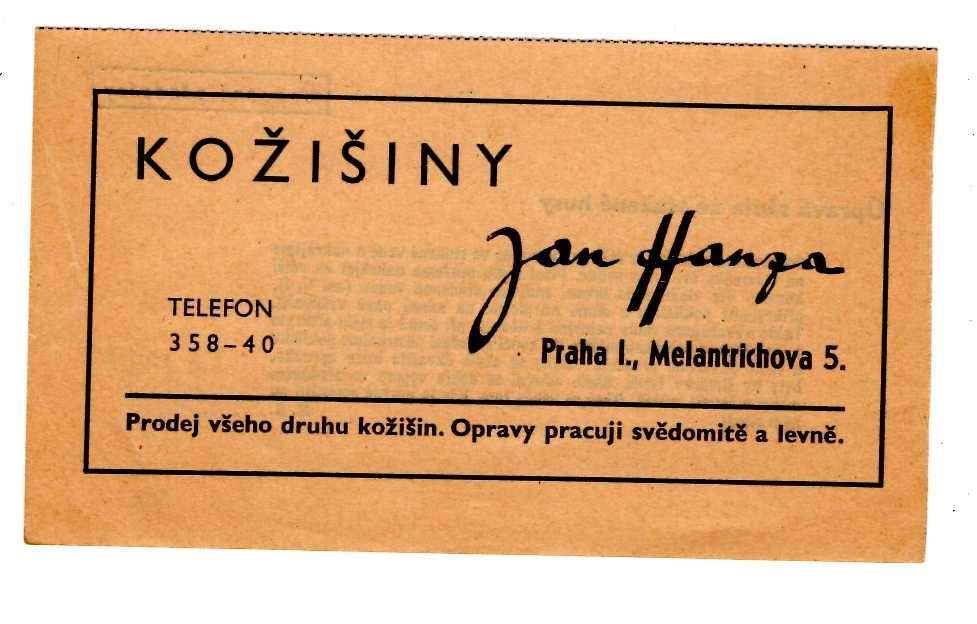 KOŽIŠINY
Jan Hanza
TELEFON
358-40
Praha I., Melantrichova 5.
Prodej všeho druhu kožišin. Opravy pracuji svědomitě a levně.